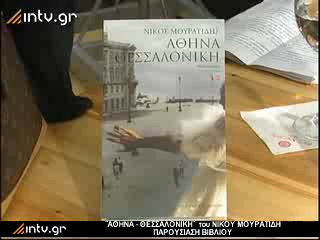 intv.gr
ΝΙΚΟΣ ΜΟΥΡΑΤΙΔΗΣ
ΑΘΗΝΑ
ΘΕΣΣΑΛΟΝΙΚΗ
intv.gr
"ΑΘΗΝΑ - ΘΕΣΣΑΛΟΝΙΚΗ" του ΝΙΚΟΥ ΜΟΥΡΑΤΙΔΗ
ΠΑΡΟΥΣΙΑΣΗ ΒΙΒΛΙΟΥ